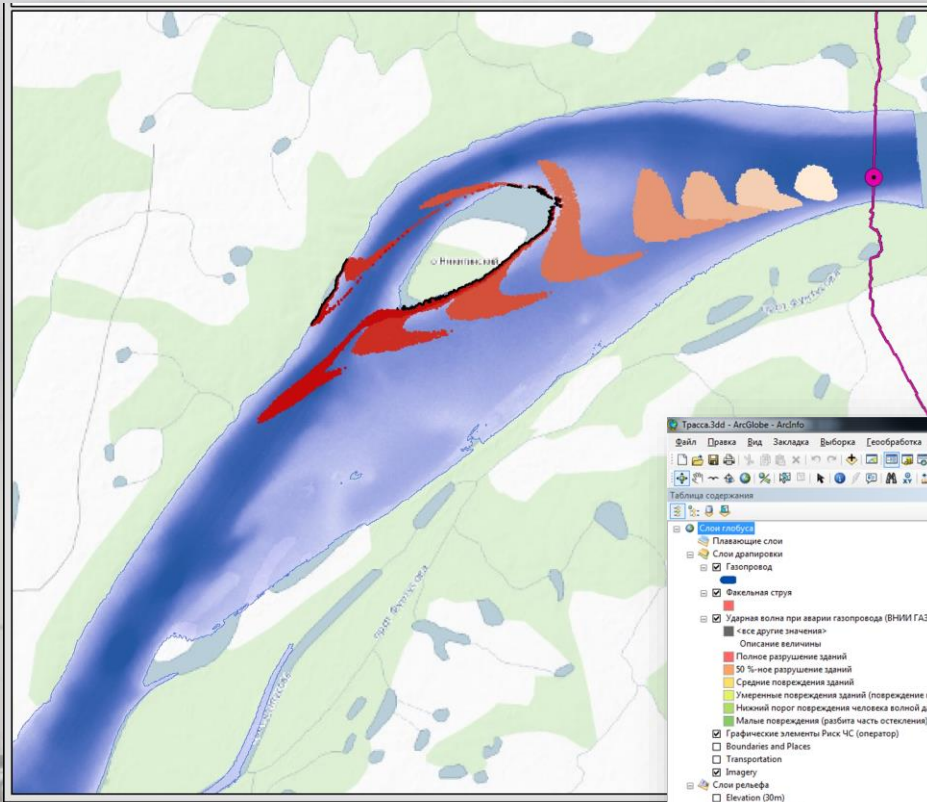 Никитинский
Трасса.3dd - ArcGlobe - ArcInfo
Файл Правка Вид Закладка Выборка Геообработка
Таблица содержания
Слои глобуса
Плавающие слои
Слои драпировки
Газопровод
Факельная струя
Ударная волна при аварии газопровода (ВНИИ ГАЗ
<все другие значения>
Описание величины
Полное разрушение зданий
50 %-ное разрушение зданий
Средние повреждения зданий
Умеренные повреждения зданий (повреждение
Нижний порог повреждения человека волной д
Малые повреждения (разбита часть остекления)
Графические элементы Риск ЧС (оператор)
Boundaries and Places
Transportation
Imagery
Слои рельефа
Elevation (30m)